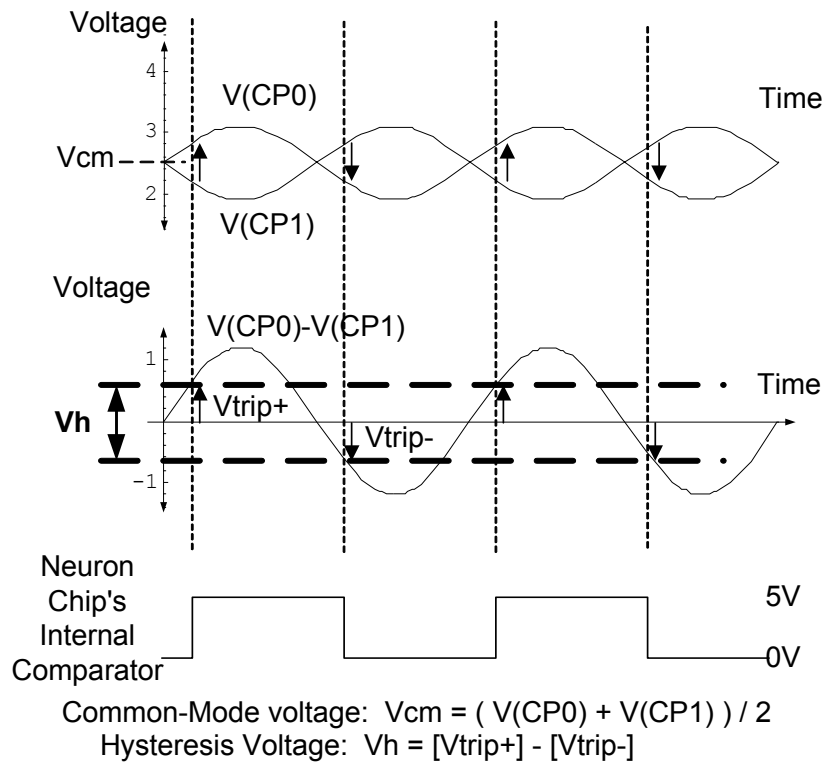 Voltage
4
V(CP0)
Time
3
Vcm
2
V(CP1)
Voltage
V(CP0)-V(CP1)
1
Time
Vtrip+
Vh
Vtrip-
-1
Neuron
Chip's
Internal
Comparator
5V
0V
Common-Mode voltage: Vcm = ( V(CP0) + V(CP1) ) / 2
Hysteresis Voltage: Vh = [Vtrip+] - [Vtrip-]